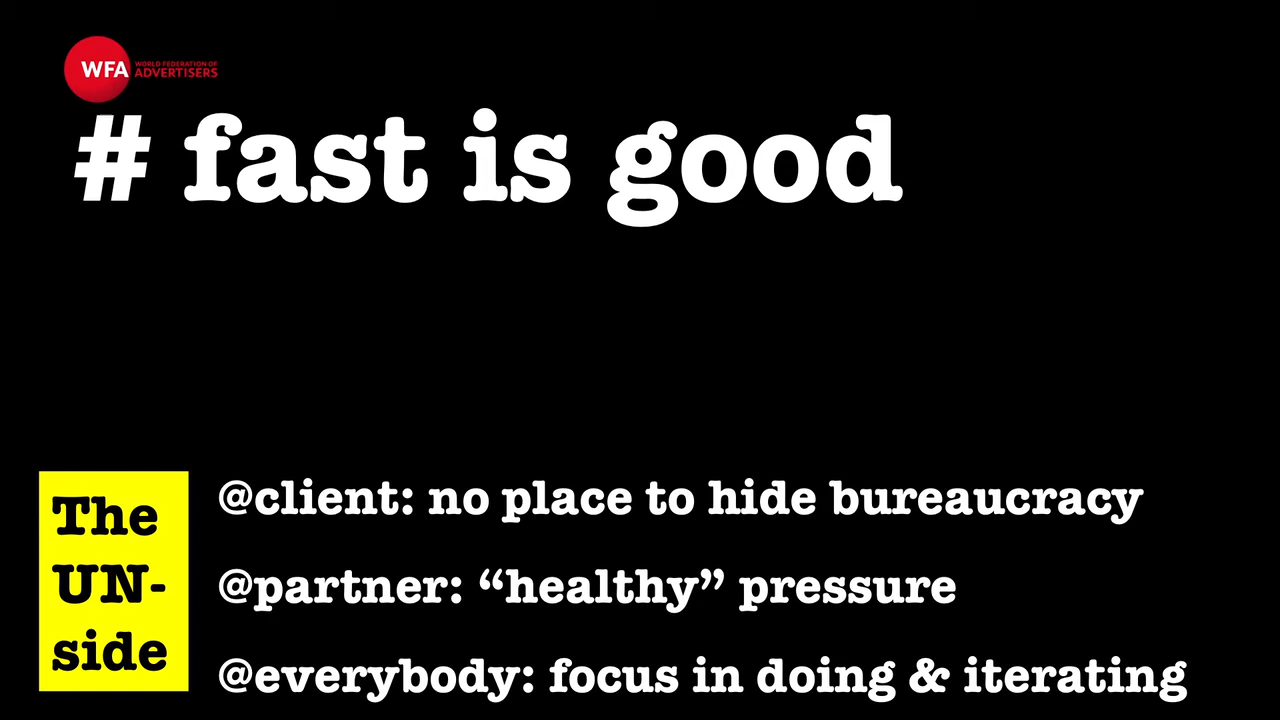 WFA
WORLD FEDERATION OF
ADVERTISERS
# fast is good
The
UN-
side
@client: no place to hide bureaucracy
@partner: “healthy” pressure
@everybody: focus in doing & iterating